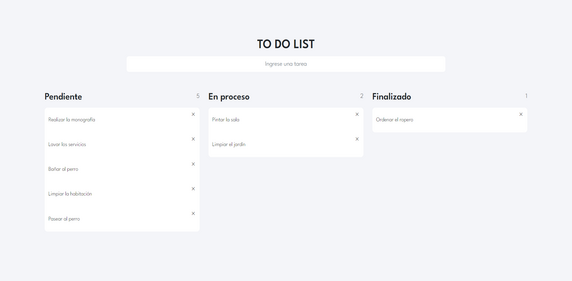 TO DO LIST
Ingrese una tarea
Pendiente 5
Realizar la monografía
Lavar los servicios
Bañar al perro
Limpiar la habitación
Pasear al perro
En proceso 2
Pintar la sala
Limpiar el jardín
Finalizado 1
Ordenar el ropero